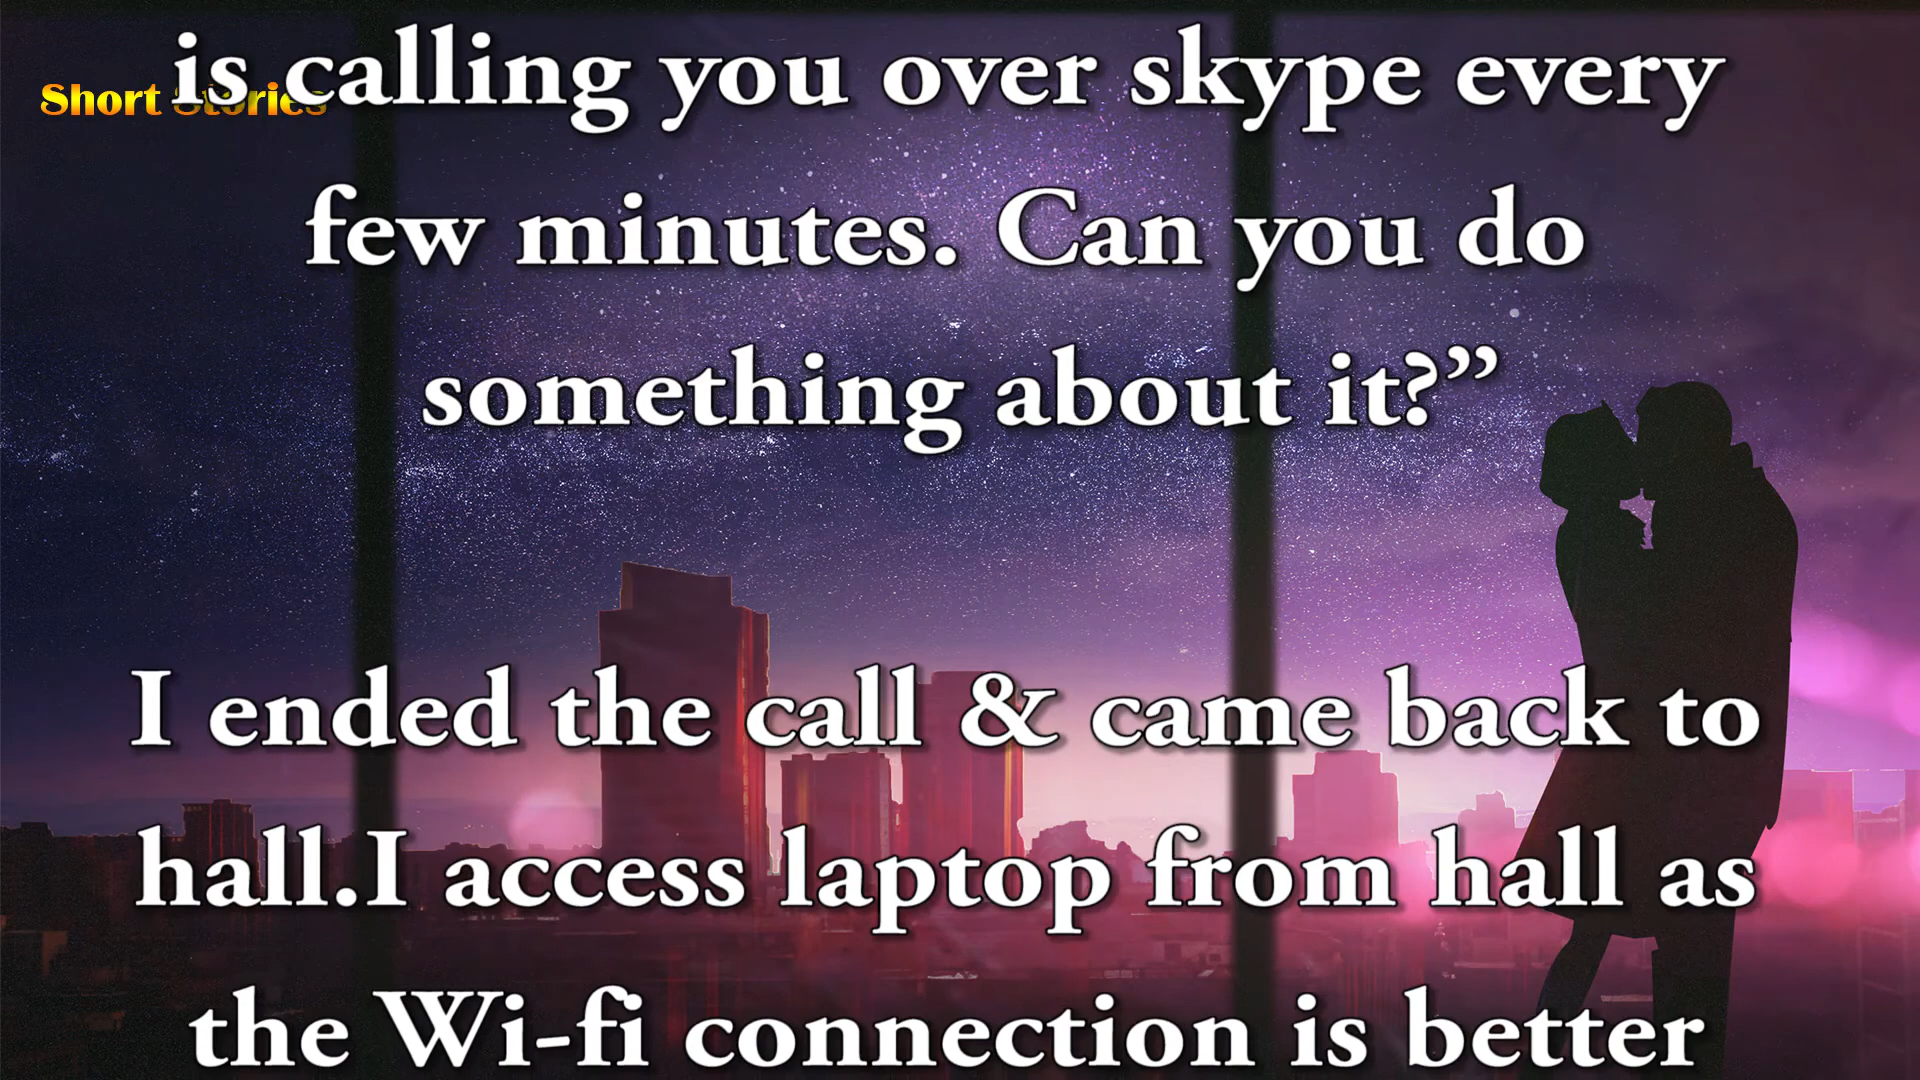 is calling you over skype every
Short Stories
few minutes. Can you do
something about it?”
I ended the call & came back to
hall.I access laptop from hall as
the Wi-fi connection is better